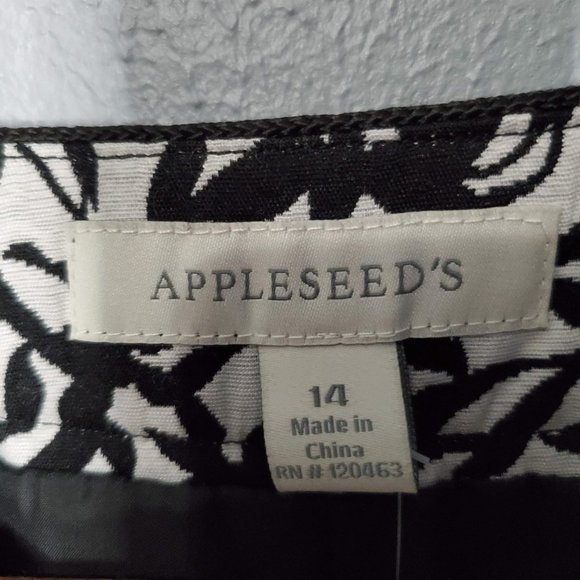 APPLESEED'S
14
Made in
China
RN # 120463